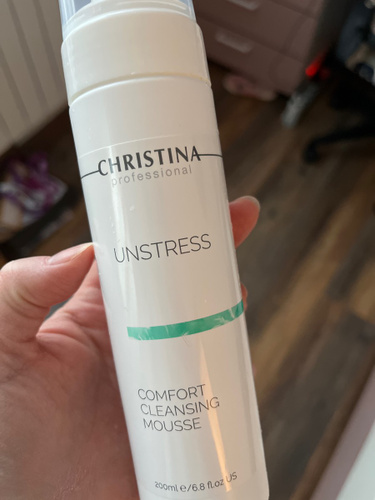 CHRISTINA
professional
UNSTRESS
COMFORT
CLEANSING
MOUSSE
200ml ℮/6.8 fl.oz US